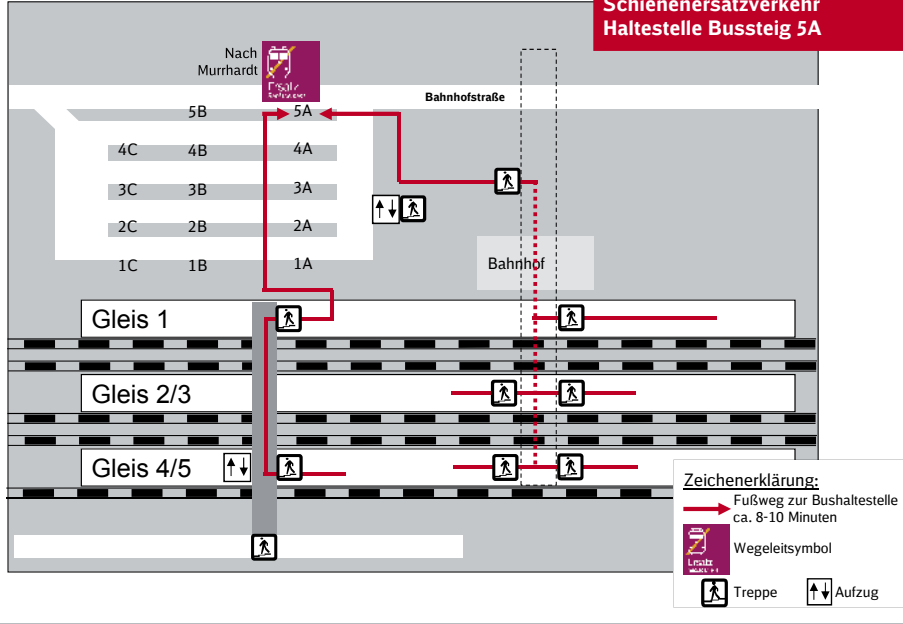 Schienenersatzverkehr
Haltestelle Bussteig 5A
Nach
Murrhardt
Ersatz
Bahnhofstraße
5B 5A
4C 4B 4A
3C 3B 3A
2C 2B 2A
1C 1B 1A
Bahnhof
Gleis 1
Gleis 2/3
Gleis 4/5
Zeichenerklärung:
Fußweg zur Bushaltestelle
ca. 8-10 Minuten
Ersatz
Wegeleitsymbol
Treppe Aufzug